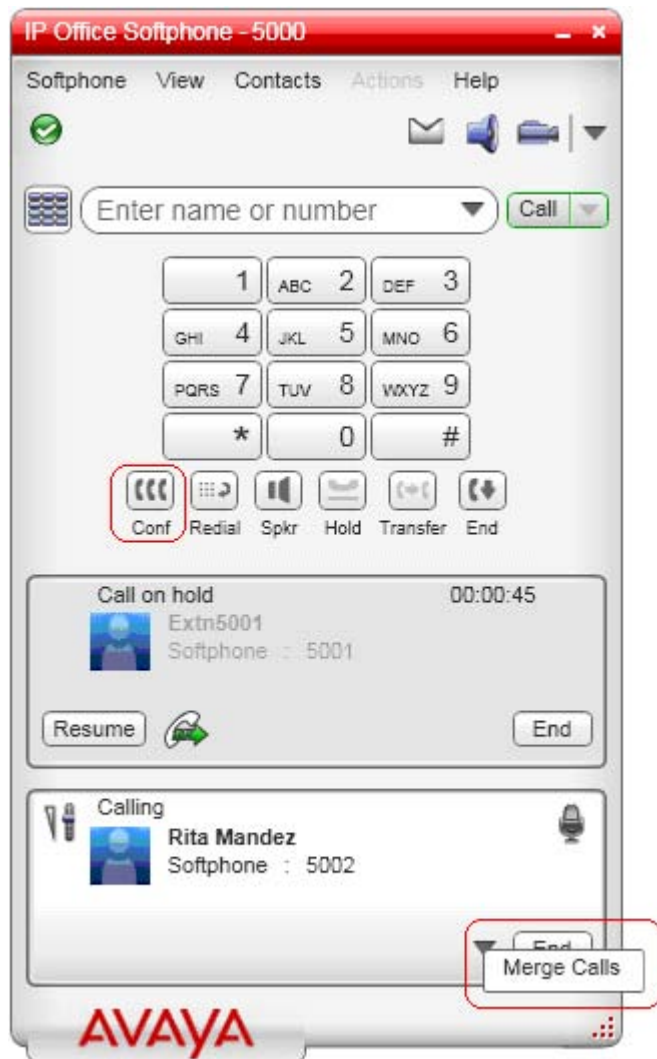 IP Office Softphone - 5000
Softphone View Contacts Actions Help
Enter name or number Call
1 ABC 2 DEF 3
GHI 4 JKL 5 MNO 6
PQRS 7 TUV 8 WXYZ 9
* 0 #
Conf Redial Spkr Hold Transfer End
Call on hold 00:00:45
Extn5001
Softphone : 5001
Resume End
Calling
Rita Mandez
Softphone : 5002
End
Merge Calls
AVAYA